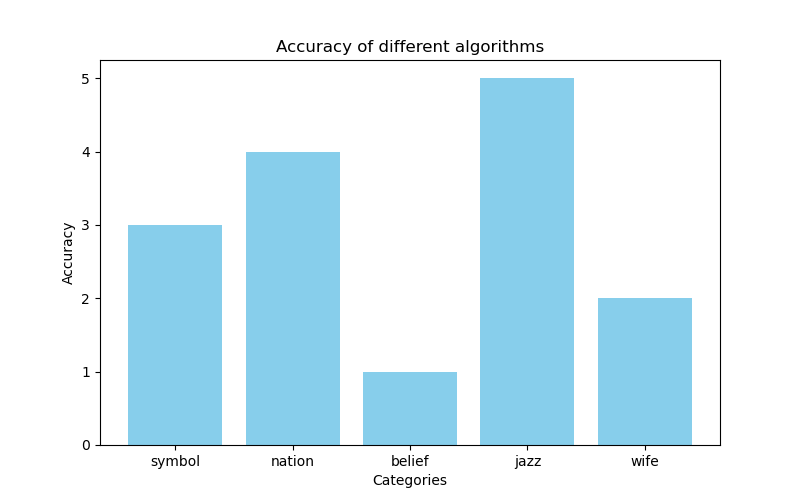 Accuracy of different algorithms
Accuracy
5
4
3
2
1
0
symbol nation belief jazz wife
Categories